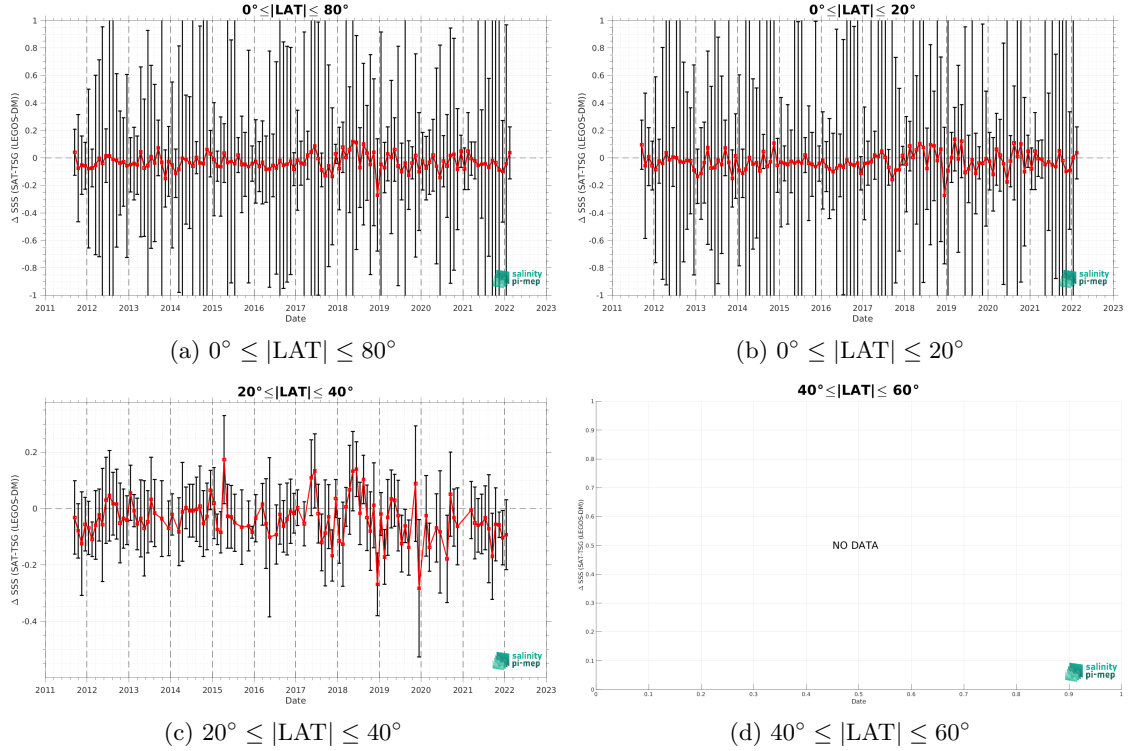 0°≤|LAT|≤ 80°
Δ SSS (SAT-TSG (LEGOS-DM))
1
0.8
0.6
0.4
0.2
0
-0.2
-0.4
-0.6
-0.8
-1
2011 2012 2013 2014 2015 2016 2017 2018 2019 2020 2021 2022 2023
Date
salinity
pi-mep
(a) 0° ≤ |LAT| ≤ 80°
0°≤|LAT|≤ 20°
Δ SSS (SAT-TSG (LEGOS-DM))
1
0.8
0.6
0.4
0.2
0
-0.2
-0.4
-0.6
-0.8
-1
2011 2012 2013 2014 2015 2016 2017 2018 2019 2020 2021 2022 2023
Date
salinity
pi-mep
(b) 0° ≤ |LAT| ≤ 20°
20°≤|LAT|≤ 40°
Δ SSS (SAT-TSG (LEGOS-DM))
0.2
0
-0.2
-0.4
2011 2012 2013 2014 2015 2016 2017 2018 2019 2020 2021 2022 2023
Date
salinity
pi-mep
(c) 20° ≤ |LAT| ≤ 40°
40°≤|LAT|≤ 60°
Δ SSS (SAT-TSG (LEGOS-DM))
1
0.9
0.8
0.7
0.6
0.5
0.4
0.3
0.2
0.1
0
NO DATA
0 0.1 0.2 0.3 0.4 0.5 0.6 0.7 0.8 0.9 1
Date
salinity
pi-mep
(d) 40° ≤ |LAT| ≤ 60°